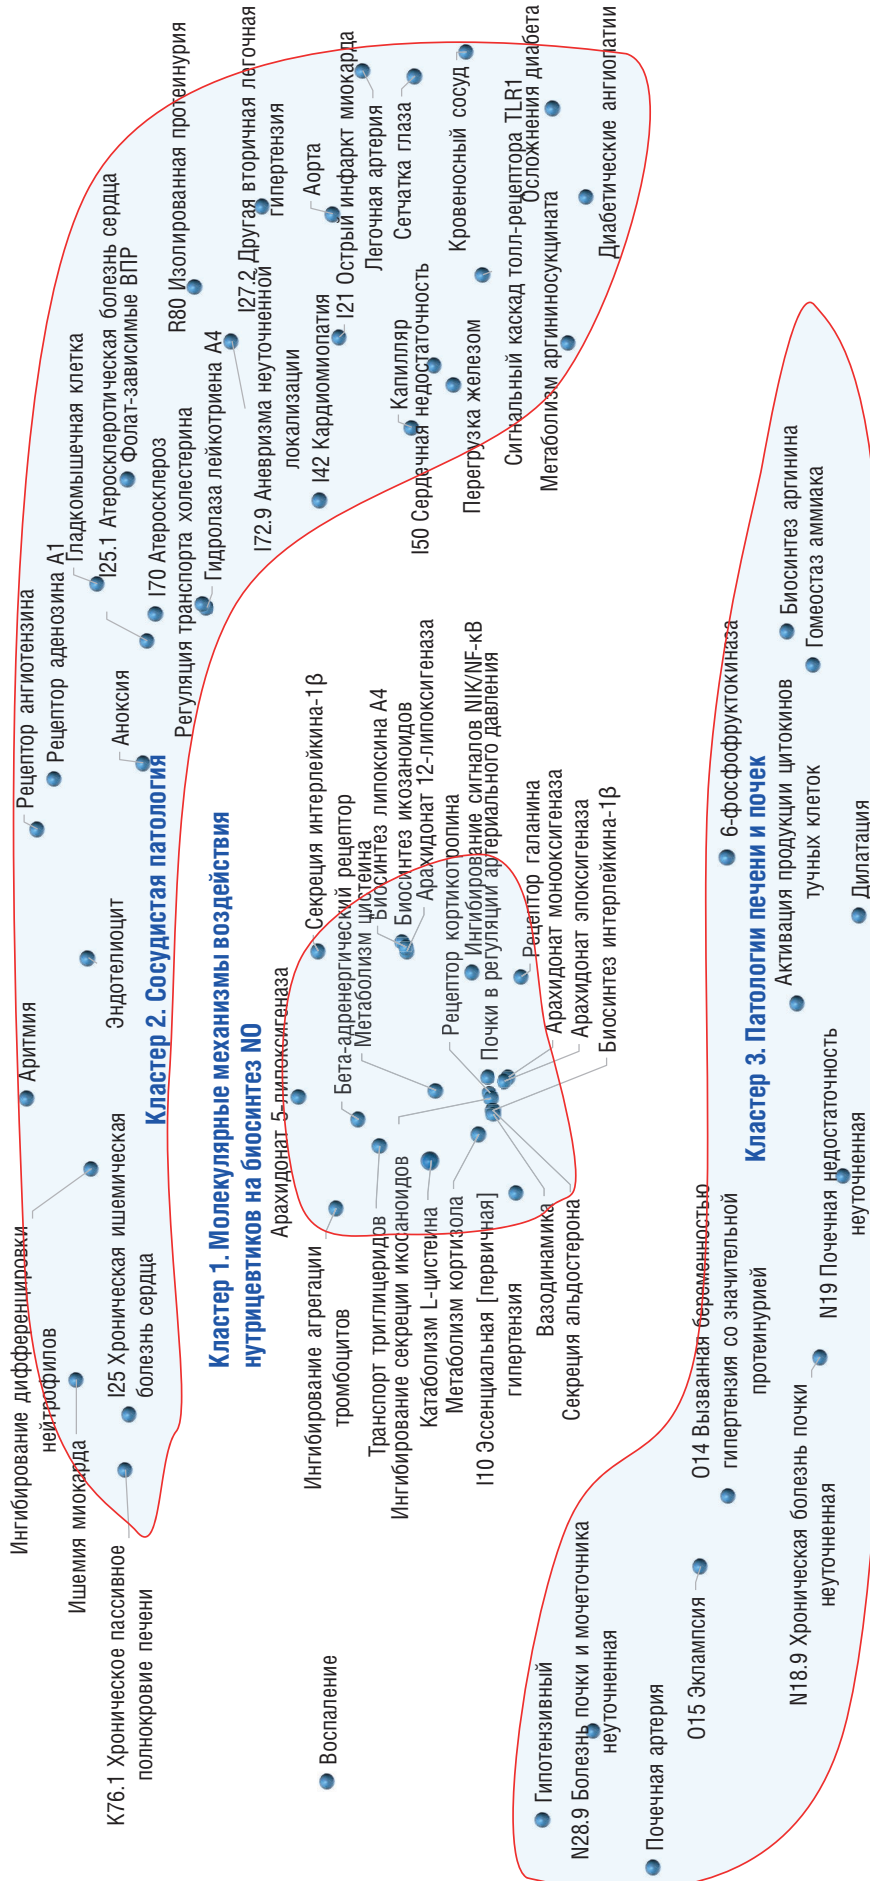 Ингибирование дифференцировки
нейтрофилов
Аритмия
Рецептор ангиотензина
Рецептор аденозина А1
Гладкомышечная клетка
I25.1 Атеросклеротическая болезнь сердца
Фолат-зависимые ВПР
Ишемия миокарда
Эндотелиоцит
Аноксия
I70 Атеросклероз
R80 Изолированная протеинурия
K76.1 Хроническое пассивное
полнокровие печени
I25 Хроническая ишемическая
болезнь сердца
Кластер 2. Сосудистая патология
Регуляция транспорта холестерина
Гидролаза лейкотриена А4
I27.2 Другая вторичная легочная
гипертензия
I72.9 Аневризма неуточненной
локализации
Аорта
I42 Кардиомиопатия
I21 Острый инфаркт миокарда
Легочная артерия
Сетчатка глаза
Капилляр
I50 Сердечная недостаточность
Кровеносный сосуд
Перегрузка железом
Сигнальный каскад толл-рецептора TLR1
Осложнения диабета
Метаболизм аргининосукцината
Диабетические ангиопатии
Кластер 1. Молекулярные механизмы воздействия
нутрицевтиков на биосинтез NO
Арахидонат 5-липоксигеназа
Секреция интерлейкина-1β
Ингибирование агрегации
тромбоцитов
Бета-адренергический рецептор
Метаболизм цистеина
Биосинтез липоксина А4
Биосинтез икозаноидов
Арахидонат 12-липоксигеназа
Транспорт триглицеридов
Ингибирование секреции икосаноидов
Катаболизм L-цистеина
Рецептор кортикотропина
Метаболизм кортизола
Ингибирование сигналов NIK/NF-κB
Почки в регуляции артериального давления
I10 Эссенциальная [первичная]
гипертензия
Рецептор галанина
Вазодинамика
Арахидонат монооксигеназа
Секреция альдостерона
Арахидонат эпоксигеназа
Биосинтез интерлейкина-1β
Воспаление
Гипотензивный
N28.9 Болезнь почки и мочеточника
неуточненная
Почечная артерия
O15 Эклампсия
O14 Вызванная беременностью
гипертензия со значительной
протеинурией
Кластер 3. Патологии печени и почек
6-фосфофруктокиназа
Биосинтез аргинина
Гомеостаз аммиака
Активация продукции цитокинов
тучных клеток
N18.9 Хроническая болезнь почки
неуточненная
N19 Почечная недостаточность
неуточненная
Дилатация